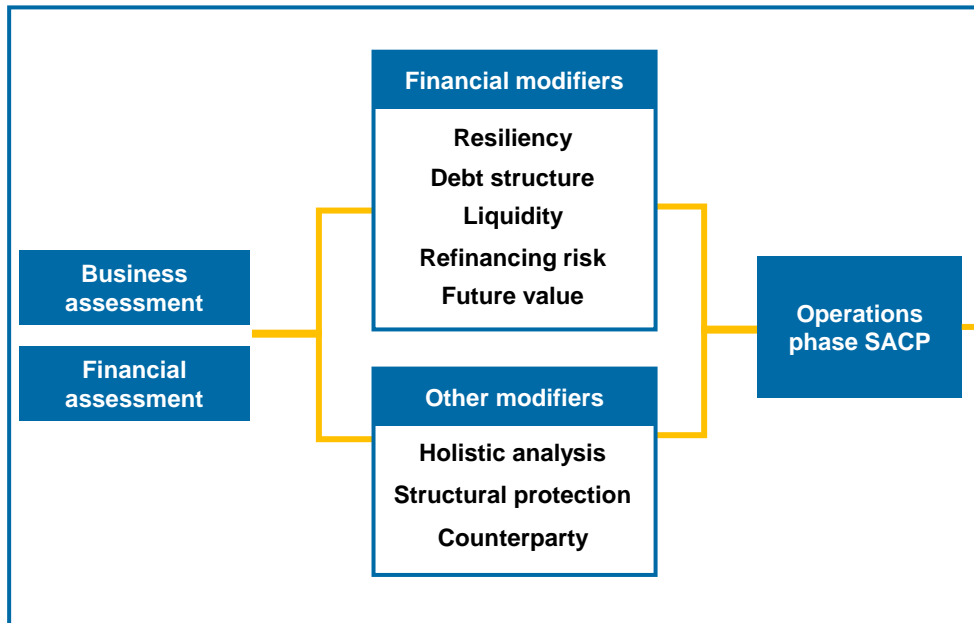 Business
assessment
Financial
assessment
Financial modifiers
Resiliency
Debt structure
Liquidity
Refinancing risk
Future value
Other modifiers
Holistic analysis
Structural protection
Counterparty
Operations
phase SACP